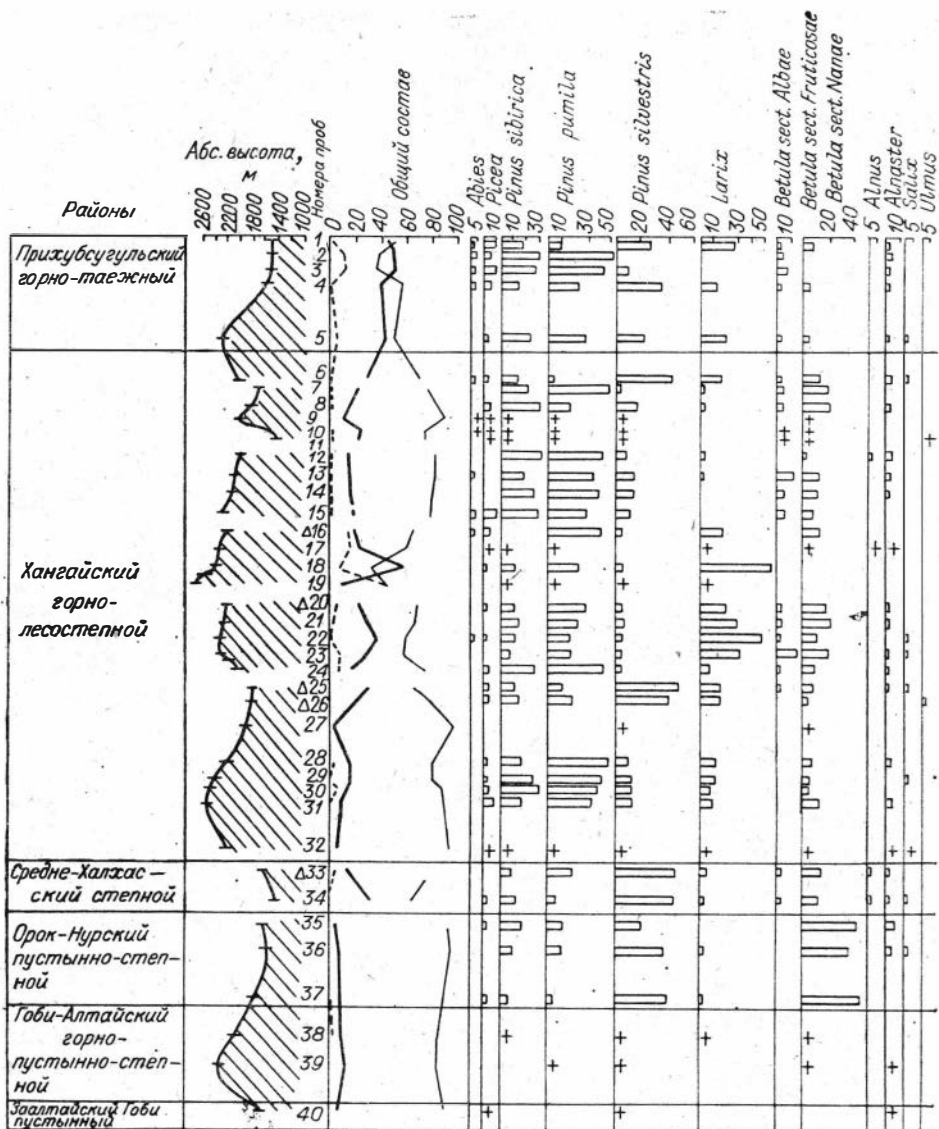 Районы
Абс. высота, м
2600 2200 1800 1400 1000
Номера проб
Общий состав
0 20 40 60 80 100
Abies
5
Picea
10
Pinus sibirica
10 30
Pinus pumila
10 30 50
Pinus silvestris
20 40 60
Larix
10 30 50
Betula sect. Albae
10
Betula sect. Fruticosae
Betula sect. Nanae
20 40
Alnus
5
Alnaster
10
Salix
5
Ulmus
5
Прихубсугульский
горно-таежный
1
2
3
4
5
Хангайский
горно-
лесостепной
6
7
8
9
10
11
12
13
14
15
Δ16
17
18
19
Δ20
21
22
23
24
Δ25
Δ26
27
28
29
30
31
32
Средне-Халхас—
ский степной
Δ33
34
Орок-Нурский
пустынно-степ-
ной
35
36
37
Гоби-Алтайский
горно-
пустынно-степ-
ной
38
39
Заалтайский Гоби
пустынный
40